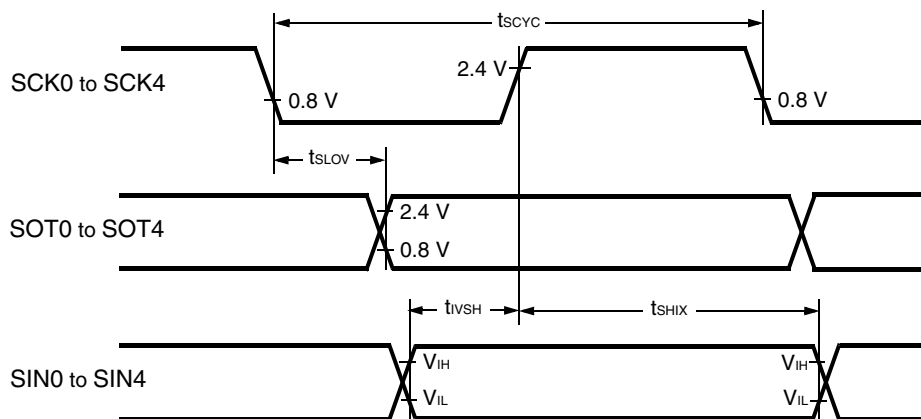 tSCYC
SCK0 to SCK4
2.4 V
0.8 V
0.8 V
tSLOV
SOT0 to SOT4
2.4 V
0.8 V
tIVSH
tSHIX
SIN0 to SIN4
VIH
VIH
VIL
VIL